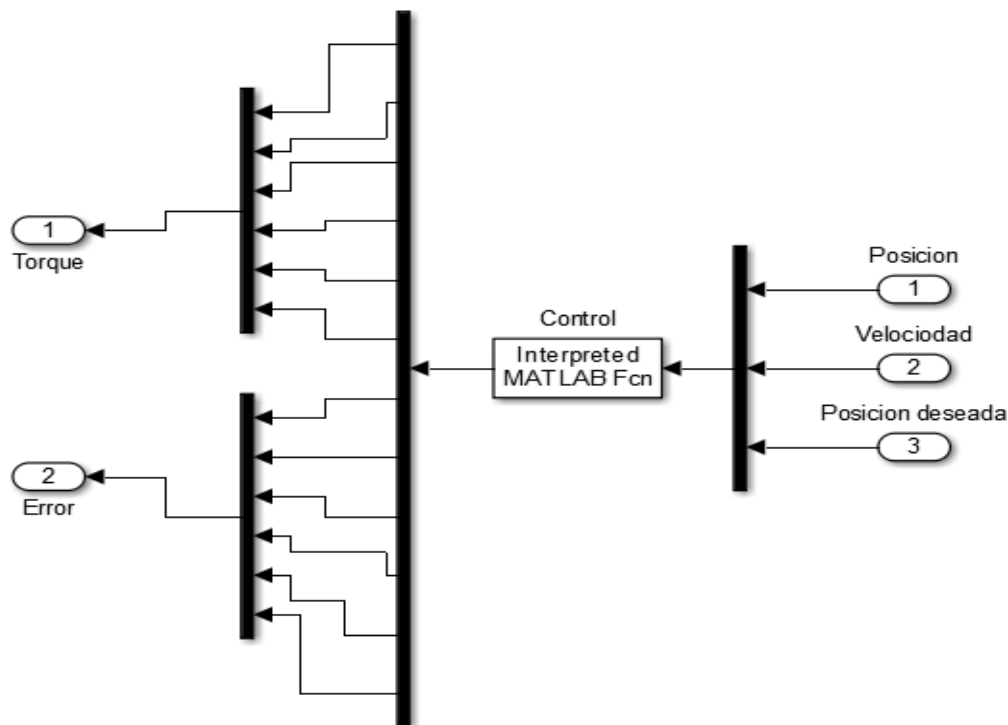 1
Torque
2
Error
Control
Interpreted
MATLAB Fcn
Posicion
1
Velociodad
2
Posicion deseada
3